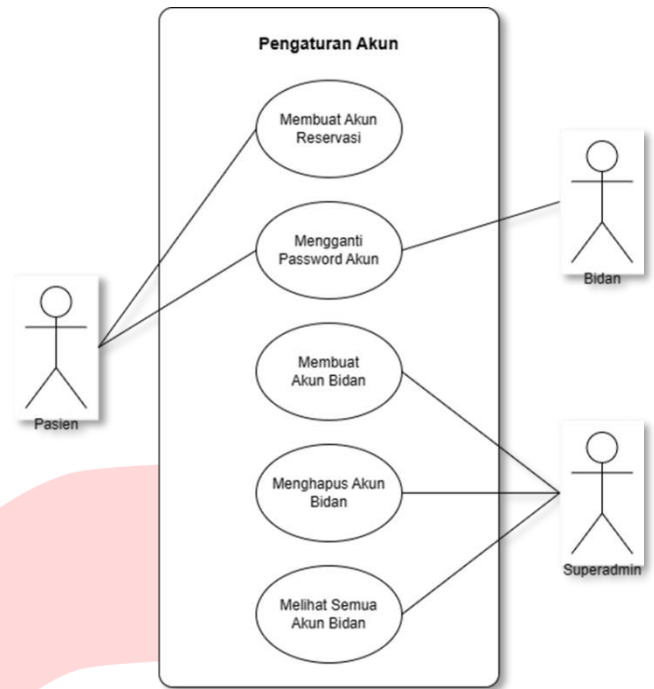 Pengaturan Akun
Membuat Akun
Reservasi
Mengganti
Password Akun
Bidan
Membuat
Akun Bidan
Pasien
Menghapus Akun
Bidan
Superadmin
Melihat Semua
Akun Bidan